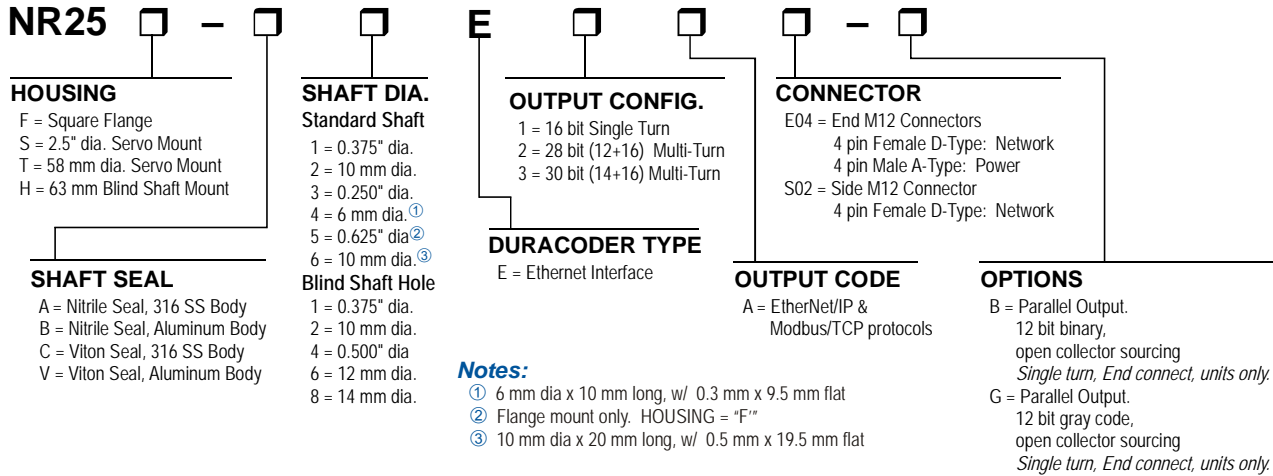 NR25 – E –
HOUSING
F = Square Flange
S = 2.5" dia. Servo Mount
T = 58 mm dia. Servo Mount
H = 63 mm Blind Shaft Mount
SHAFT SEAL
A = Nitrile Seal, 316 SS Body
B = Nitrile Seal, Aluminum Body
C = Viton Seal, 316 SS Body
V = Viton Seal, Aluminum Body
SHAFT DIA.
Standard Shaft
1 = 0.375" dia.
2 = 10 mm dia.
3 = 0.250" dia.
4 = 6 mm dia.①
5 = 0.625" dia②
6 = 10 mm dia.③
Blind Shaft Hole
1 = 0.375" dia.
2 = 10 mm dia.
4 = 0.500" dia
6 = 12 mm dia.
8 = 14 mm dia.
DURACODER TYPE
E = Ethernet Interface
OUTPUT CONFIG.
1 = 16 bit Single Turn
2 = 28 bit (12+16) Multi-Turn
3 = 30 bit (14+16) Multi-Turn
OUTPUT CODE
A = EtherNet/IP &
Modbus/TCP protocols
CONNECTOR
E04 = End M12 Connectors
4 pin Female D-Type: Network
4 pin Male A-Type: Power
S02 = Side M12 Connector
4 pin Female D-Type: Network
OPTIONS
B = Parallel Output.
12 bit binary,
open collector sourcing
Single turn, End connect, units only.
G = Parallel Output.
12 bit gray code,
open collector sourcing
Single turn, End connect, units only.
Notes:
① 6 mm dia x 10 mm long, w/ 0.3 mm x 9.5 mm flat
② Flange mount only. HOUSING = “F’”
③ 10 mm dia x 20 mm long, w/ 0.5 mm x 19.5 mm flat